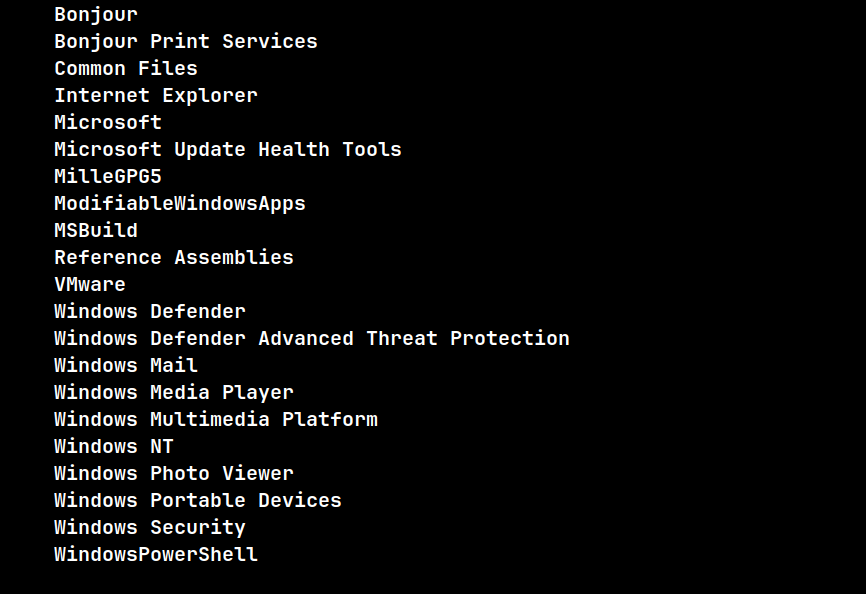 Bonjour
Bonjour Print Services
Common Files
Internet Explorer
Microsoft
Microsoft Update Health Tools
MilleGPG5
ModifiableWindowsApps
MSBuild
Reference Assemblies
VMware
Windows Defender
Windows Defender Advanced Threat Protection
Windows Mail
Windows Media Player
Windows Multimedia Platform
Windows NT
Windows Photo Viewer
Windows Portable Devices
Windows Security
WindowsPowerShell